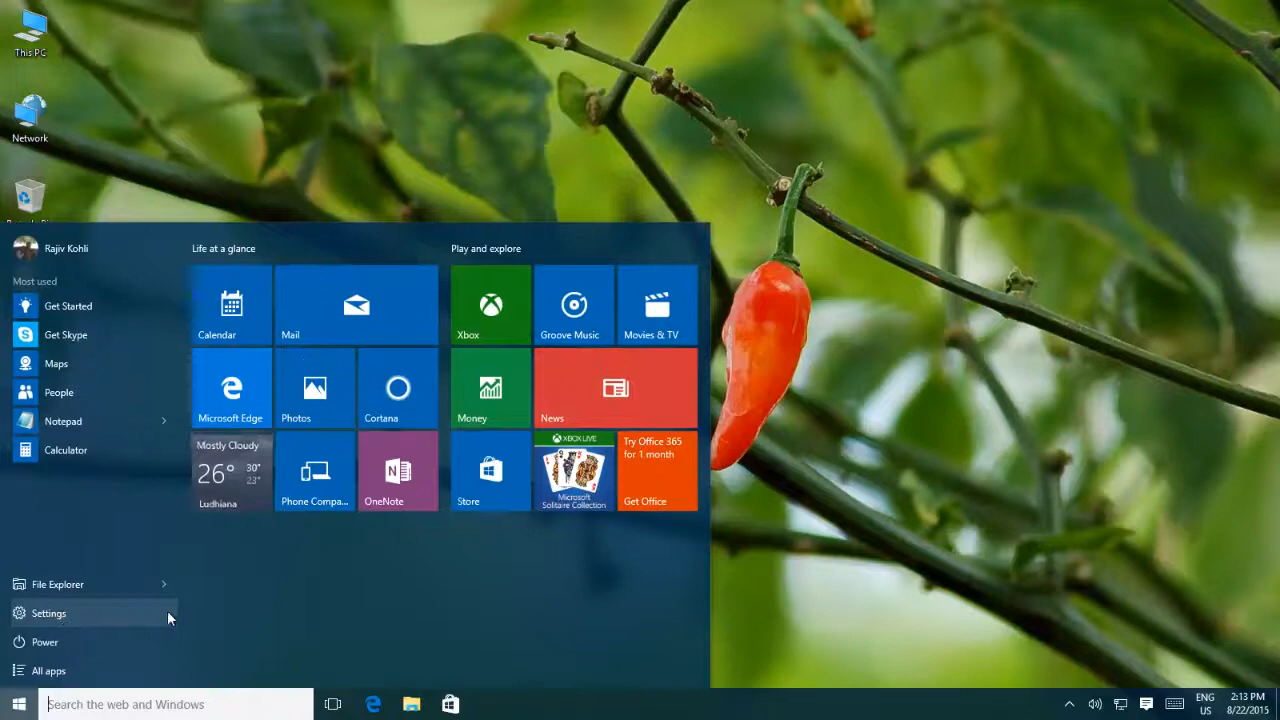 This PC
Network
Rajiv Kohli
Most used
Get Started
Get Skype
Maps
People
Notepad
Calculator
File Explorer
Settings
Power
All apps
Life at a glance
Calendar
Mail
Microsoft Edge
Photos
Cortana
Mostly Cloudy
26° 30°
23°
Ludhiana
Phone Compa...
OneNote
Play and explore
Xbox
Groove Music
Movies & TV
Money
News
Store
XBOX LIVE
Microsoft
Solitaire Collection
Try Office 365
for 1 month
Get Office
Search the web and Windows
ENG
US
2:13 PM
8/22/2015